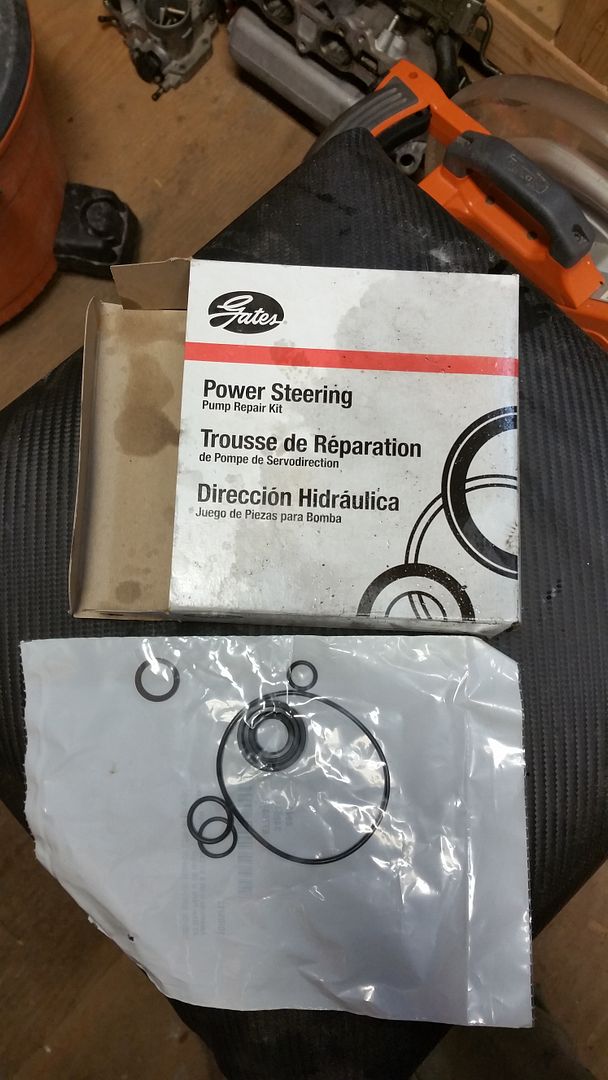 Gates
Power Steering
Pump Repair Kit
Trousse de Réparation
de Pompe de Servodirection
Dirección Hidráulica
Juego de Piezas para Bomba